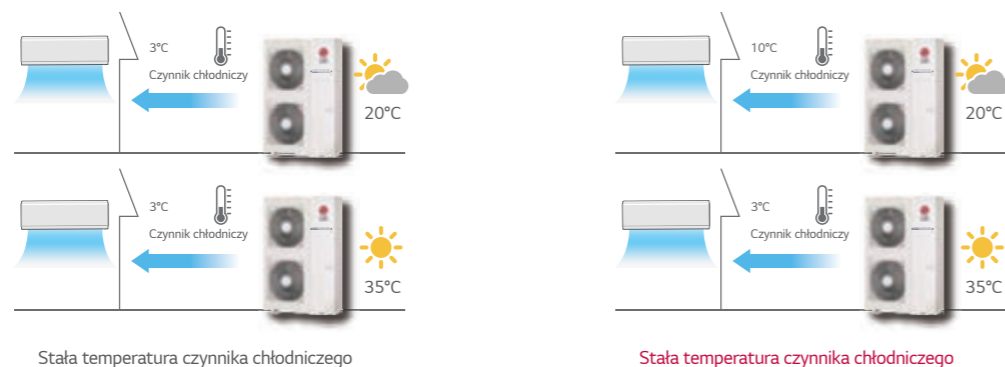 3°C
Czynnik chłodniczy
20°C
3°C
Czynnik chłodniczy
35°C
Stała temperatura czynnika chłodniczego
10°C
Czynnik chłodniczy
20°C
3°C
Czynnik chłodniczy
35°C
Stała temperatura czynnika chłodniczego